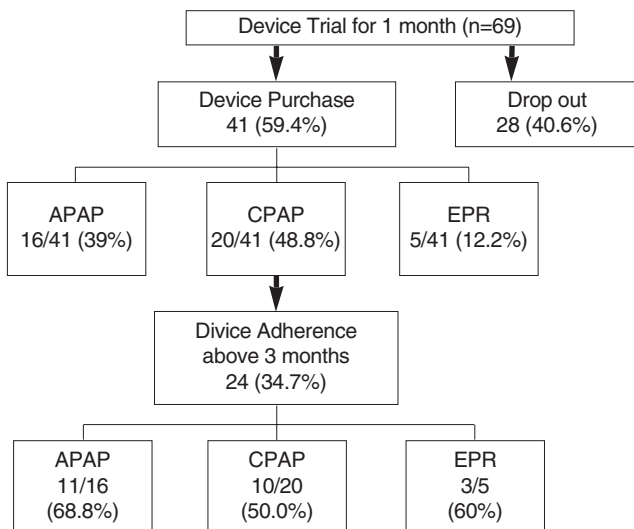 Device Trial for 1 month (n=69)
Device Purchase
41 (59.4%)
Drop out
28 (40.6%)
APAP
16/41 (39%)
CPAP
20/41 (48.8%)
EPR
5/41 (12.2%)
Divice Adherence
above 3 months
24 (34.7%)
APAP
11/16
(68.8%)
CPAP
10/20
(50.0%)
EPR
3/5
(60%)